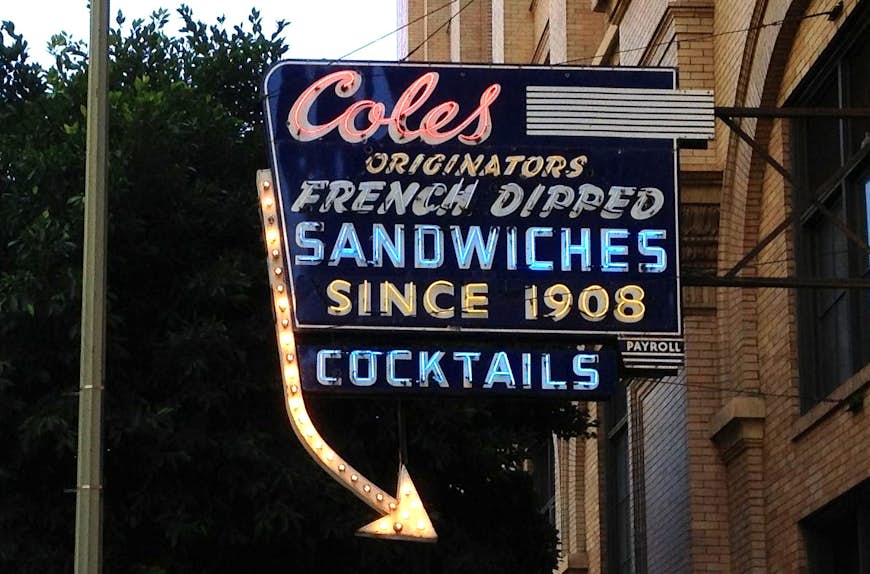 Coles
ORIGINATORS
FRENCH DIPPED
SANDWICHES
SINCE 1908
PAYROLL
COCKTAILS